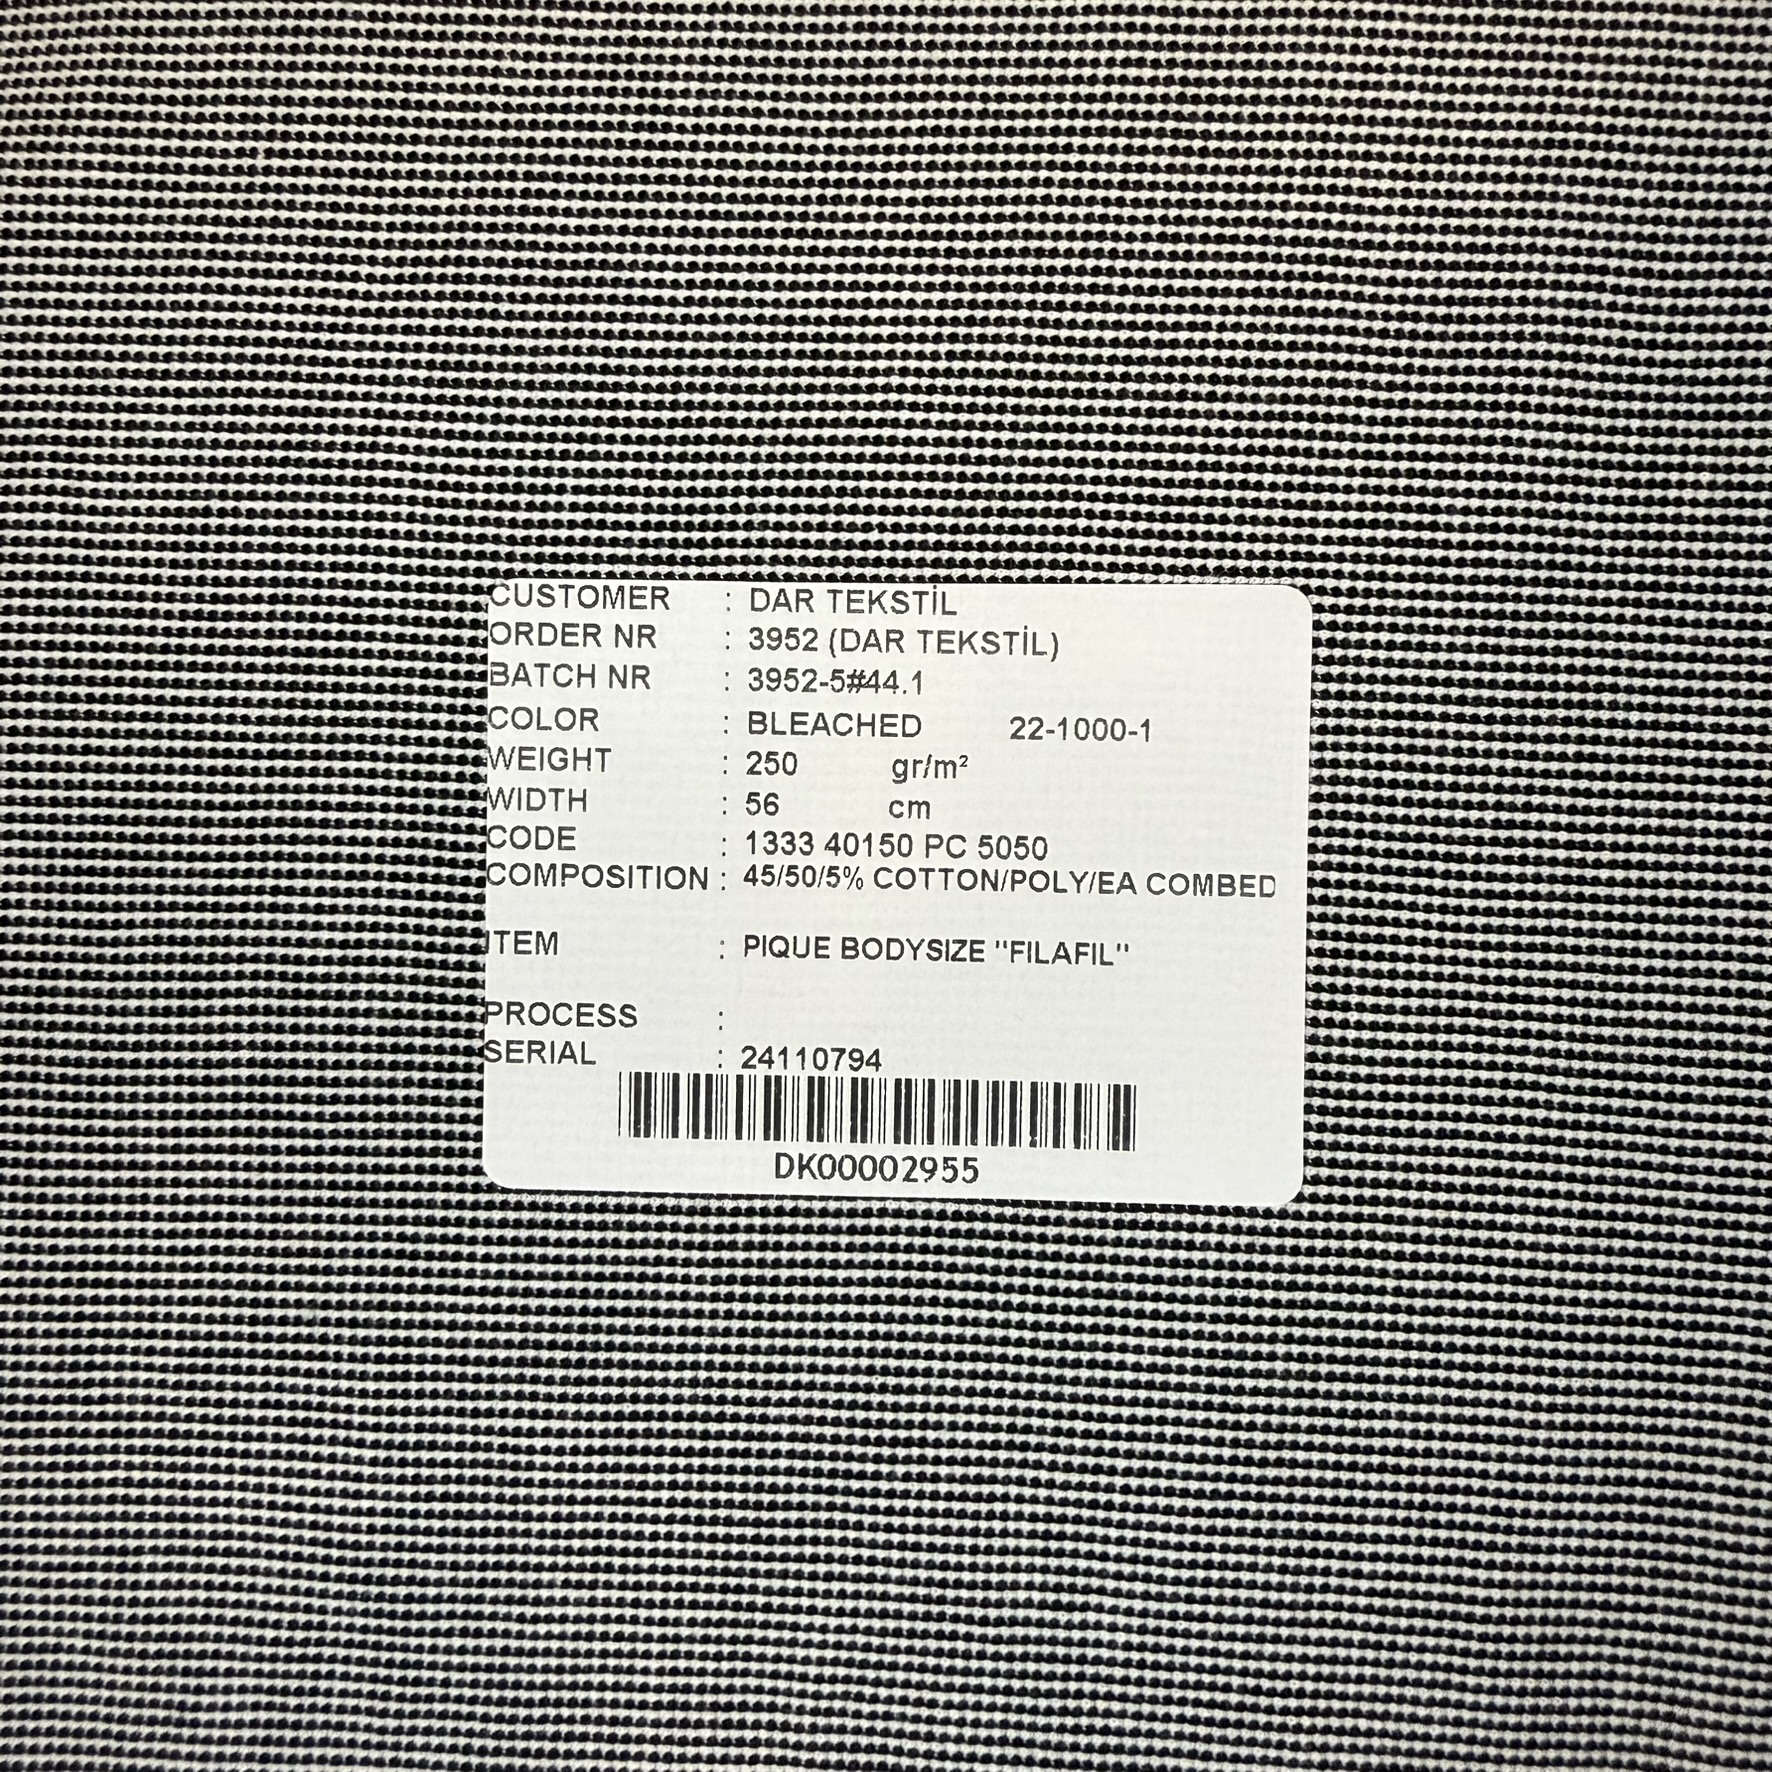 CUSTOMER : DAR TEKSTİL
ORDER NR : 3952 (DAR TEKSTİL)
BATCH NR : 3952-5#44.1
COLOR : BLEACHED 22-1000-1
WEIGHT : 250 gr/m²
WIDTH : 56 cm
CODE : 1333 40150 PC 5050
COMPOSITION : 45/50/5% COTTON/POLY/EA COMBED
ITEM : PIQUE BODYSIZE "FILAFIL"
PROCESS :
SERIAL : 24110794
DK00002955